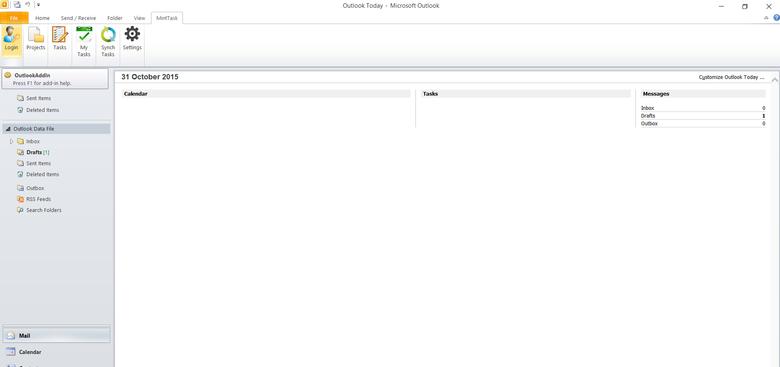 Outlook Today - Microsoft Outlook
File Home Send / Receive Folder View MintTask
Login Projects Tasks My Tasks Synch Tasks Settings
OutlookAddIn
Press F1 for add-in help.
Sent Items
Deleted Items
Outlook Data File
Inbox
Drafts [1]
Sent Items
Deleted Items
Outbox
RSS Feeds
Search Folders
Mail
Calendar
31 October 2015 Customize Outlook Today ...
Calendar Tasks Messages
Inbox 0
Drafts 1
Outbox 0